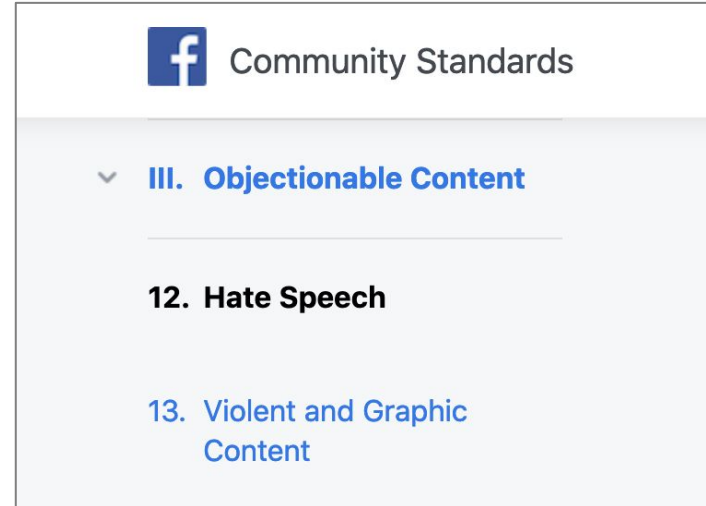 Community Standards
III. Objectionable Content
12. Hate Speech
13. Violent and Graphic
Content